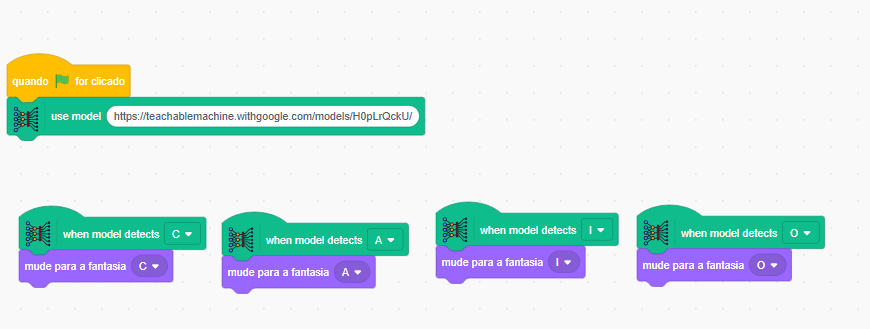 quando for clicado
use model https://teachablemachine.withgoogle.com/models/H0pLrQckU/
when model detects C
mude para a fantasia C
when model detects A
mude para a fantasia A
when model detects I
mude para a fantasia I
when model detects O
mude para a fantasia O